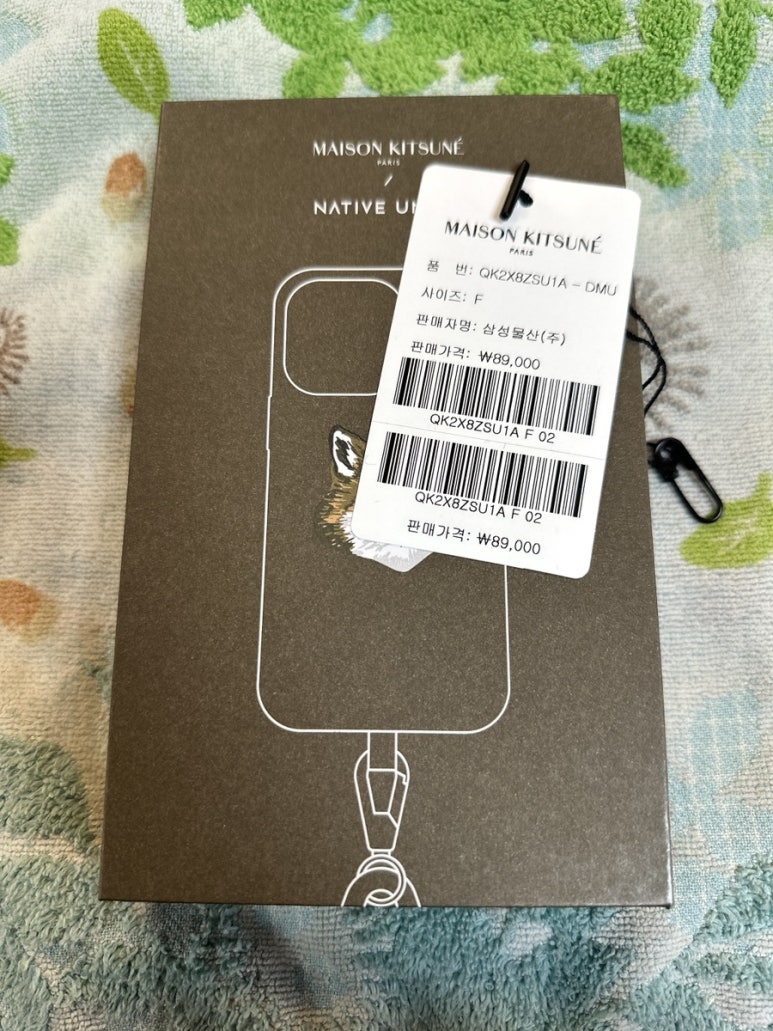 MAISON KITSUNÉ
PARIS
/
NATIVE
MAISON KITSUNÉ
PARIS
품 번: QK2X8ZSU1A - DMU
사이즈: F
판매자명: 삼성물산(주)
판매가격: ₩89,000
QK2X8ZSU1A F 02
QK2X8ZSU1A F 02
판매가격: ₩89,000